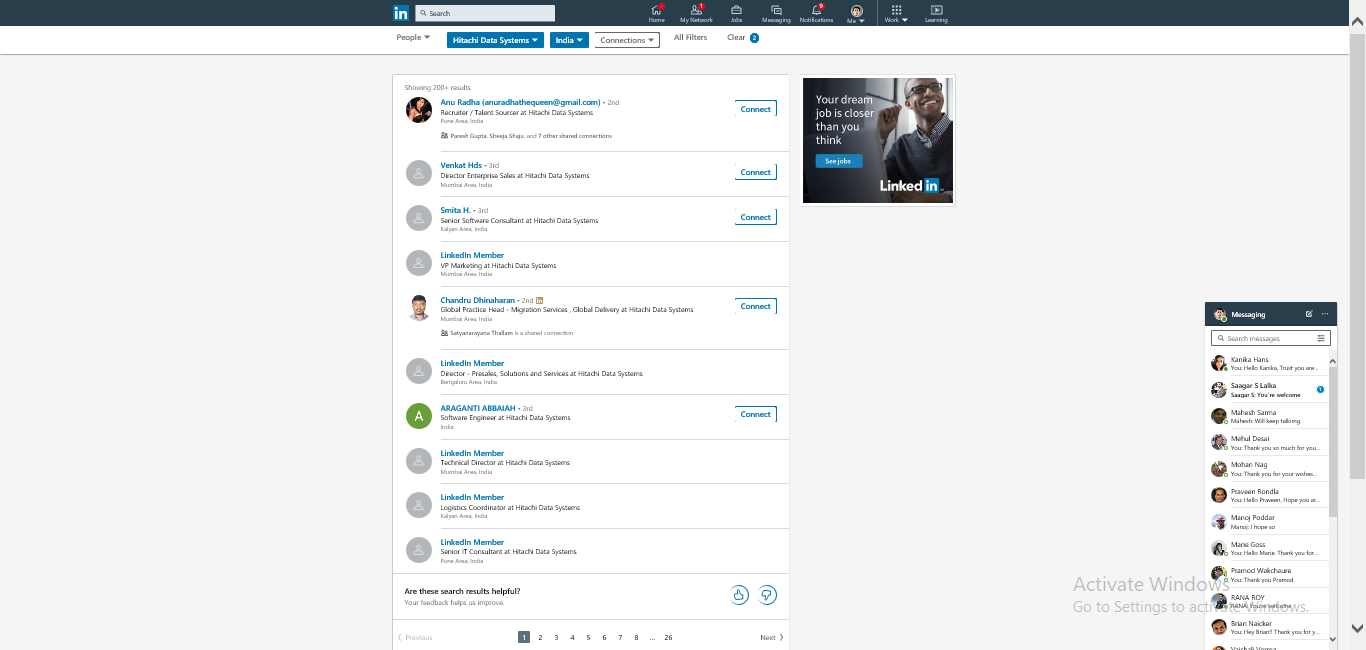 in
Search
Home
My Network
Jobs
Messaging
Notifications
Me
Work
Learning
People
Hitachi Data Systems
India
Connections
All Filters
Clear 2
Showing 200+ results
Anu Radha (anuradhathequeen@gmail.com) • 2nd
Recruiter / Talent Sourcer at Hitachi Data Systems
Pune Area, India
Paresh Gupta, Sheeja Shaju, and 7 other shared connections
Connect
Venkat Hds • 3rd
Director Enterprise Sales at Hitachi Data Systems
Mumbai Area, India
Connect
Smita H. • 3rd
Senior Software Consultant at Hitachi Data Systems
Kalyan Area, India
Connect
LinkedIn Member
VP Marketing at Hitachi Data Systems
Mumbai Area, India
Chandru Dhinaharan • 2nd in
Global Practice Head - Migration Services , Global Delivery at Hitachi Data Systems
Mumbai Area, India
Satyanarayana Thallam is a shared connection
Connect
LinkedIn Member
Director - Presales, Solutions and Services at Hitachi Data Systems
Bengaluru Area, India
A
ARAGANTI ABBAIAH • 3rd
Software Engineer at Hitachi Data Systems
India
Connect
LinkedIn Member
Technical Director at Hitachi Data Systems
Mumbai Area, India
LinkedIn Member
Logistics Coordinator at Hitachi Data Systems
Kalyan Area, India
LinkedIn Member
Senior IT Consultant at Hitachi Data Systems
Pune Area, India
Are these search results helpful?
Your feedback helps us improve.
Previous 1 2 3 4 5 6 7 8 ... 26 Next
Your dream
job is closer
than you
think
See jobs
Linked in
Messaging
Search messages
Kanika Hans
You: Hello Kanika, Trust you are...
Saagar S Lalka
Saagar S: You're welcome
1
Mahesh Sarma
Mahesh: Will keep talkimg
Mehul Desai
You: Thank you so much for you...
Mohan Nag
You: Thank you for your wishes...
Praveen Rondla
You: Hello Praveen, Hope you ar...
Manoj Poddar
Manoj: I hope so
Marie Goss
You: Hello Marie. Thank you for...
Pramod Wakchaure
You: Thank you Pramod
RANA ROY
RANA: You're welcome
Brian Naicker
You: Hey Brian!! Thank you for y...
Vaishali Verma
Activate Windows
Go to Settings to activate Windows.